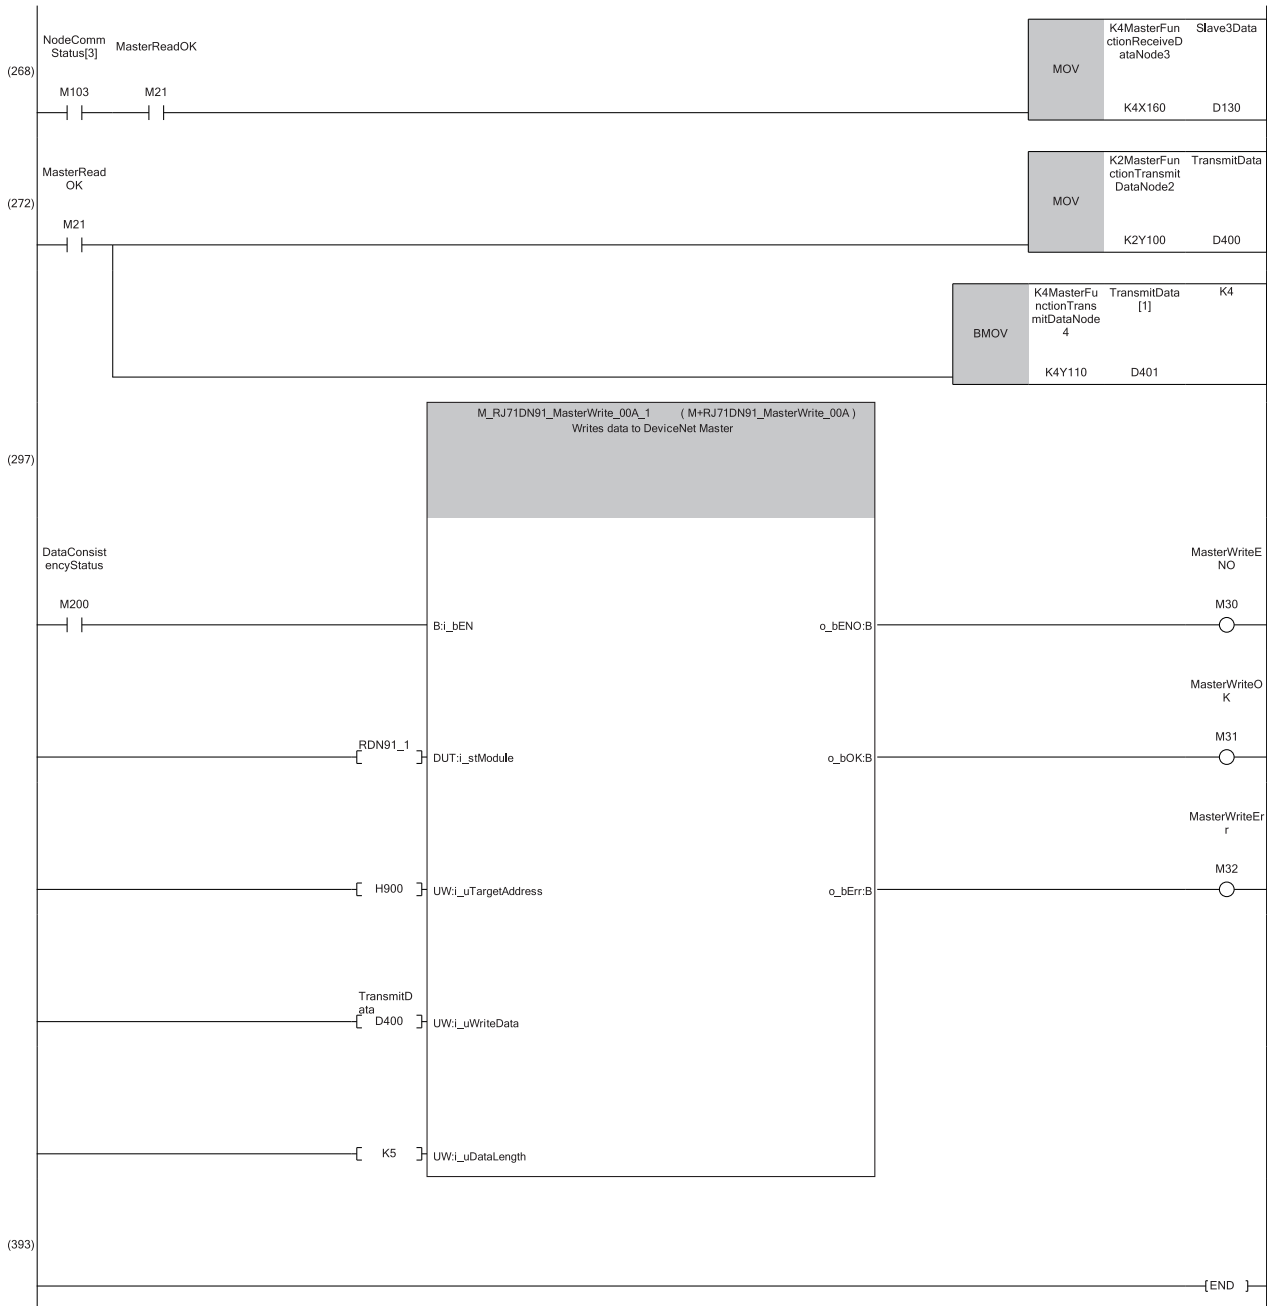 NodeComm
Status[3]
MasterReadOK
K4MasterFun
ctionReceiveD
ataNode3
Slave3Data
(268)
MOV
M103
M21
K4X160
D130
MasterRead
OK
K2MasterFun
ctionTransmit
DataNode2
TransmitData
(272)
MOV
M21
K2Y100
D400
K4MasterFu
nctionTrans
mitDataNode
4
TransmitData
[1]
K4
BMOV
K4Y110
D401
M_RJ71DN91_MasterWrite_00A_1 ( M+RJ71DN91_MasterWrite_00A )
Writes data to DeviceNet Master
(297)
DataConsist
encyStatus
MasterWriteE
NO
M200
M30
B:i_bEN
o_bENO:B
MasterWriteO
K
RDN91_1
M31
DUT:i_stModule
o_bOK:B
MasterWriteEr
r
H900
M32
UW:i_uTargetAddress
o_bErr:B
TransmitD
ata
D400
UW:i_uWriteData
K5
UW:i_uDataLength
(393)
END